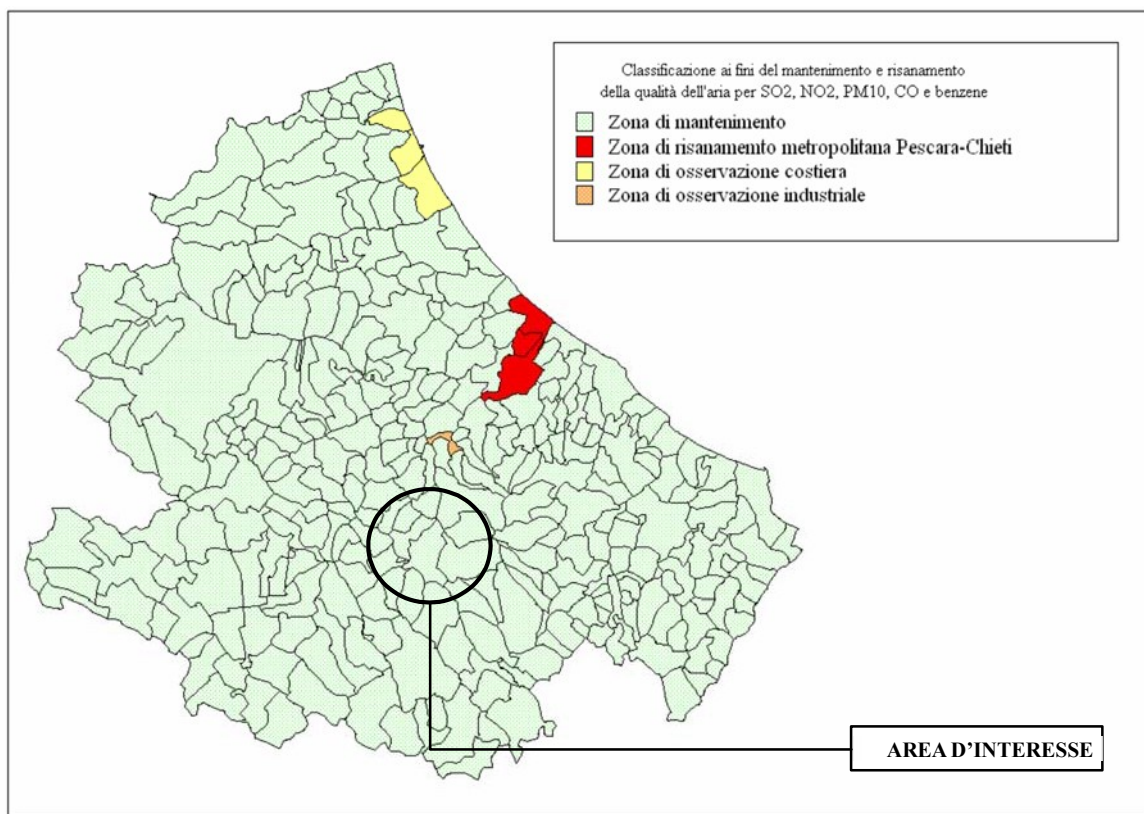 Classificazione ai fini del mantenimento e risanamento
della qualità dell'aria per SO2, NO2, PM10, CO e benzene
Zona di mantenimento
Zona di risanamemto metropolitana Pescara-Chieti
Zona di osservazione costiera
Zona di osservazione industriale
AREA D’INTERESSE